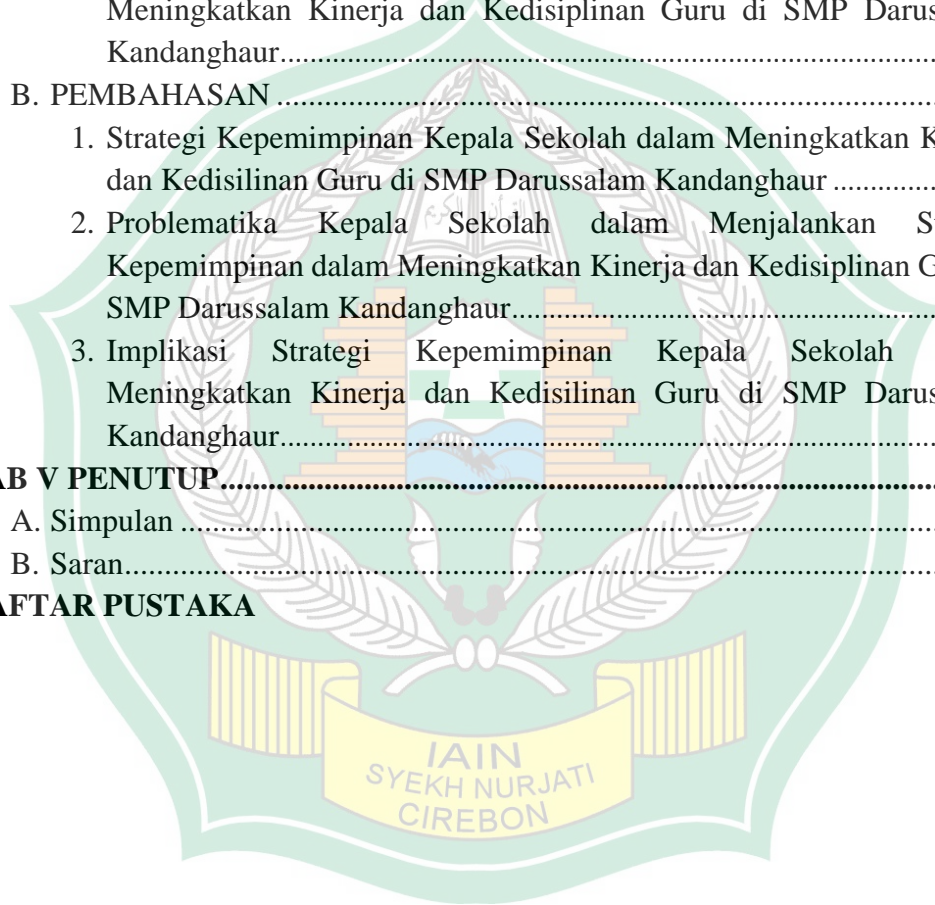 Meningkatkan Kinerja dan Kedisiplinan Guru di SMP Darus
Kandanghaur..............................................................................................
B. PEMBAHASAN ..............................................................................................
1. Strategi Kepemimpinan Kepala Sekolah dalam Meningkatkan K
dan Kedisilinan Guru di SMP Darussalam Kandanghaur ................
2. Problematika Kepala Sekolah dalam Menjalankan S
Kepemimpinan dalam Meningkatkan Kinerja dan Kedisiplinan G
SMP Darussalam Kandanghaur..............................................................
3. Implikasi Strategi Kepemimpinan Kepala Sekolah
Meningkatkan Kinerja dan Kedisilinan Guru di SMP Darus
Kandanghaur..............................................................................................
AB V PENUTUP..............................................................................................
A. Simpulan ..............................................................................................
B. Saran..............................................................................................
AFTAR PUSTAKA
IAIN
SYEKH NURJATI
CIREBON